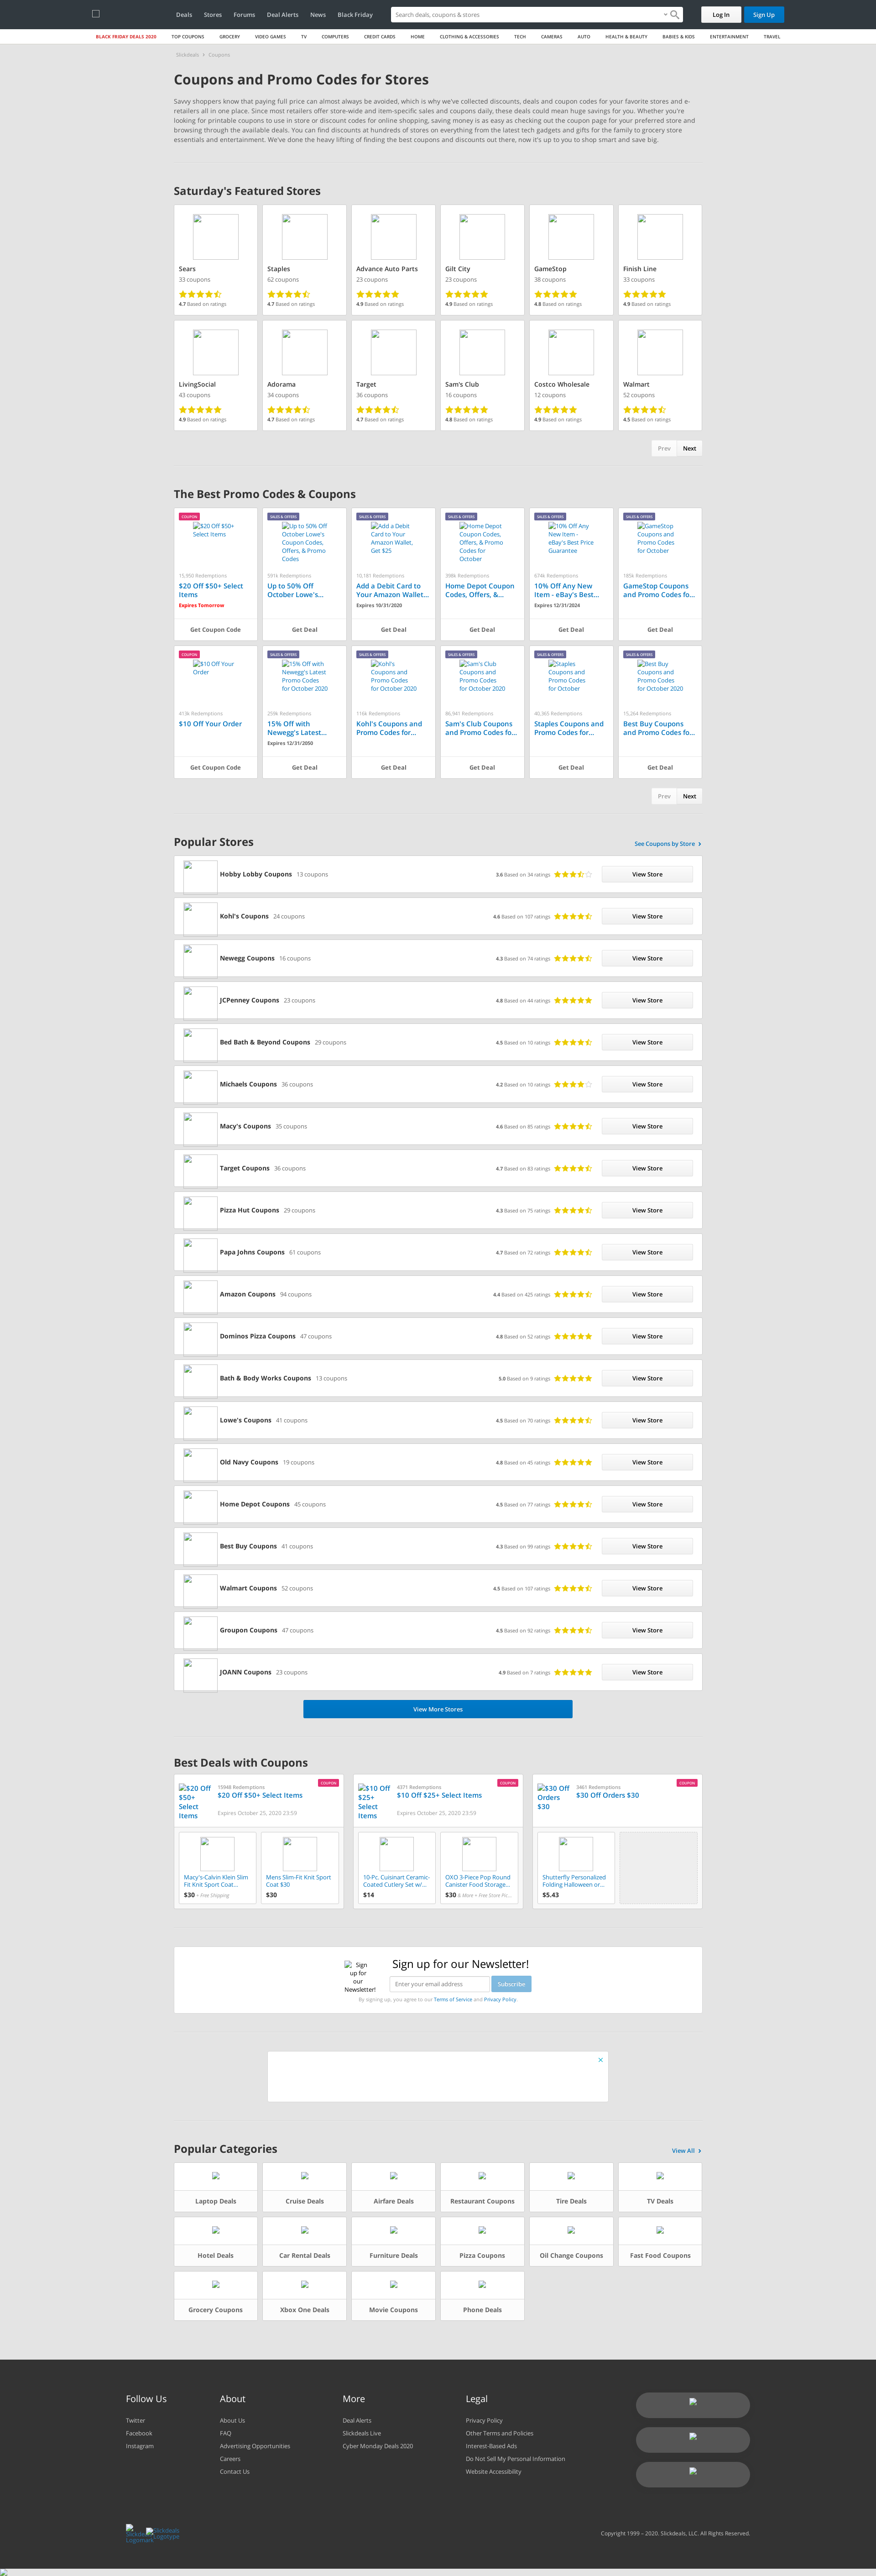 Deals Stores Forums Deal Alerts News Black Friday Search deals, coupons & stores Log In Sign Up
BLACK FRIDAY DEALS 2020 TOP COUPONS GROCERY VIDEO GAMES TV COMPUTERS CREDIT CARDS HOME CLOTHING & ACCESSORIES TECH CAMERAS AUTO HEALTH & BEAUTY BABIES & KIDS ENTERTAINMENT TRAVEL
Slickdeals > Coupons
Coupons and Promo Codes for Stores
Savvy shoppers know that paying full price can almost always be avoided, which is why we've collected discounts, deals and coupon codes for your favorite stores and e-
retailers all in one place. Since most retailers offer store-wide and item-specific sales and coupons daily, these deals could mean huge savings for you. Whether you're
looking for printable coupons to use in store or discount codes for online shopping, saving money is as easy as checking out the coupon page for your preferred store and
browsing through the available deals. You can find discounts at hundreds of stores on everything from the latest tech gadgets and gifts for the family to grocery store
essentials and entertainment. We've done the heavy lifting of finding the best coupons and discounts out there, now it's up to you to shop smart and save big.
Saturday's Featured Stores
Sears
33 coupons
4.7 Based on ratings
Staples
62 coupons
4.7 Based on ratings
Advance Auto Parts
23 coupons
4.9 Based on ratings
Gilt City
23 coupons
4.9 Based on ratings
GameStop
38 coupons
4.8 Based on ratings
Finish Line
33 coupons
4.9 Based on ratings
LivingSocial
43 coupons
4.9 Based on ratings
Adorama
34 coupons
4.7 Based on ratings
Target
36 coupons
4.7 Based on ratings
Sam's Club
16 coupons
4.8 Based on ratings
Costco Wholesale
12 coupons
4.9 Based on ratings
Walmart
52 coupons
4.5 Based on ratings
Prev Next
The Best Promo Codes & Coupons
COUPON
$20 Off $50+
Select Items
15,950 Redemptions
$20 Off $50+ Select
Items
Expires Tomorrow
Get Coupon Code
SALES & OFFERS
Up to 50% Off
October Lowe's
Coupon Codes,
Offers, & Promo
Codes
591k Redemptions
Up to 50% Off
October Lowe's...
Get Deal
SALES & OFFERS
Add a Debit
Card to Your
Amazon Wallet,
Get $25
10,181 Redemptions
Add a Debit Card to
Your Amazon Wallet...
Expires 10/31/2020
Get Deal
SALES & OFFERS
Home Depot
Coupon Codes,
Offers, & Promo
Codes for
October
398k Redemptions
Home Depot Coupon
Codes, Offers, &...
Get Deal
SALES & OFFERS
10% Off Any
New Item -
eBay's Best Price
Guarantee
674k Redemptions
10% Off Any New
Item - eBay's Best...
Expires 12/31/2024
Get Deal
SALES & OFFERS
GameStop
Coupons and
Promo Codes
for October
185k Redemptions
GameStop Coupons
and Promo Codes fo...
Get Deal
COUPON
$10 Off Your
Order
413k Redemptions
$10 Off Your Order
Get Coupon Code
SALES & OFFERS
15% Off with
Newegg's Latest
Promo Codes
for October 2020
259k Redemptions
15% Off with
Newegg's Latest...
Expires 12/31/2050
Get Deal
SALES & OFFERS
Kohl's
Coupons and
Promo Codes
for October 2020
116k Redemptions
Kohl's Coupons and
Promo Codes for...
Get Deal
SALES & OFFERS
Sam's Club
Coupons and
Promo Codes
for October 2020
86,941 Redemptions
Sam's Club Coupons
and Promo Codes fo...
Get Deal
SALES & OFFERS
Staples
Coupons and
Promo Codes
for October
40,365 Redemptions
Staples Coupons and
Promo Codes for...
Get Deal
SALES & OFFERS
Best Buy
Coupons and
Promo Codes
for October 2020
15,264 Redemptions
Best Buy Coupons
and Promo Codes fo...
Get Deal
Prev Next
Popular Stores See Coupons by Store ›
Hobby Lobby Coupons 13 coupons 3.6 Based on 34 ratings View Store
Kohl's Coupons 24 coupons 4.6 Based on 107 ratings View Store
Newegg Coupons 16 coupons 4.3 Based on 74 ratings View Store
JCPenney Coupons 23 coupons 4.8 Based on 44 ratings View Store
Bed Bath & Beyond Coupons 29 coupons 4.5 Based on 10 ratings View Store
Michaels Coupons 36 coupons 4.2 Based on 10 ratings View Store
Macy's Coupons 35 coupons 4.6 Based on 85 ratings View Store
Target Coupons 36 coupons 4.7 Based on 83 ratings View Store
Pizza Hut Coupons 29 coupons 4.3 Based on 75 ratings View Store
Papa Johns Coupons 61 coupons 4.7 Based on 72 ratings View Store
Amazon Coupons 94 coupons 4.4 Based on 425 ratings View Store
Dominos Pizza Coupons 47 coupons 4.8 Based on 52 ratings View Store
Bath & Body Works Coupons 13 coupons 5.0 Based on 9 ratings View Store
Lowe's Coupons 41 coupons 4.5 Based on 70 ratings View Store
Old Navy Coupons 19 coupons 4.8 Based on 45 ratings View Store
Home Depot Coupons 45 coupons 4.5 Based on 77 ratings View Store
Best Buy Coupons 41 coupons 4.3 Based on 99 ratings View Store
Walmart Coupons 52 coupons 4.5 Based on 107 ratings View Store
Groupon Coupons 47 coupons 4.5 Based on 92 ratings View Store
JOANN Coupons 23 coupons 4.9 Based on 7 ratings View Store
View More Stores
Best Deals with Coupons
COUPON
$20 Off
$50+
Select
Items
15948 Redemptions
$20 Off $50+ Select Items
Expires October 25, 2020 23:59
Macy's-Calvin Klein Slim
Fit Knit Sport Coat...
$30 + Free Shipping
Mens Slim-Fit Knit Sport
Coat $30
$30
COUPON
$10 Off
$25+
Select
Items
4371 Redemptions
$10 Off $25+ Select Items
Expires October 25, 2020 23:59
10-Pc. Cuisinart Ceramic-
Coated Cutlery Set w/...
$14
OXO 3-Piece Pop Round
Canister Food Storage...
$30 & More + Free Store Pic...
COUPON
$30 Off
Orders
$30
3461 Redemptions
$30 Off Orders $30
Shutterfly Personalized
Folding Halloween or...
$5.43
Sign
up for
our
Newsletter!
Sign up for our Newsletter!
Enter your email address Subscribe
By signing up, you agree to our Terms of Service and Privacy Policy
×
Popular Categories View All ›
Laptop Deals Cruise Deals Airfare Deals Restaurant Coupons Tire Deals TV Deals
Hotel Deals Car Rental Deals Furniture Deals Pizza Coupons Oil Change Coupons Fast Food Coupons
Grocery Coupons Xbox One Deals Movie Coupons Phone Deals
Follow Us
Twitter
Facebook
Instagram
About
About Us
FAQ
Advertising Opportunities
Careers
Contact Us
More
Deal Alerts
Slickdeals Live
Cyber Monday Deals 2020
Legal
Privacy Policy
Other Terms and Policies
Interest-Based Ads
Do Not Sell My Personal Information
Website Accessibility
Slickdeals
Logomark
Slickdeals
Logotype
Copyright 1999 – 2020. Slickdeals, LLC. All Rights Reserved.